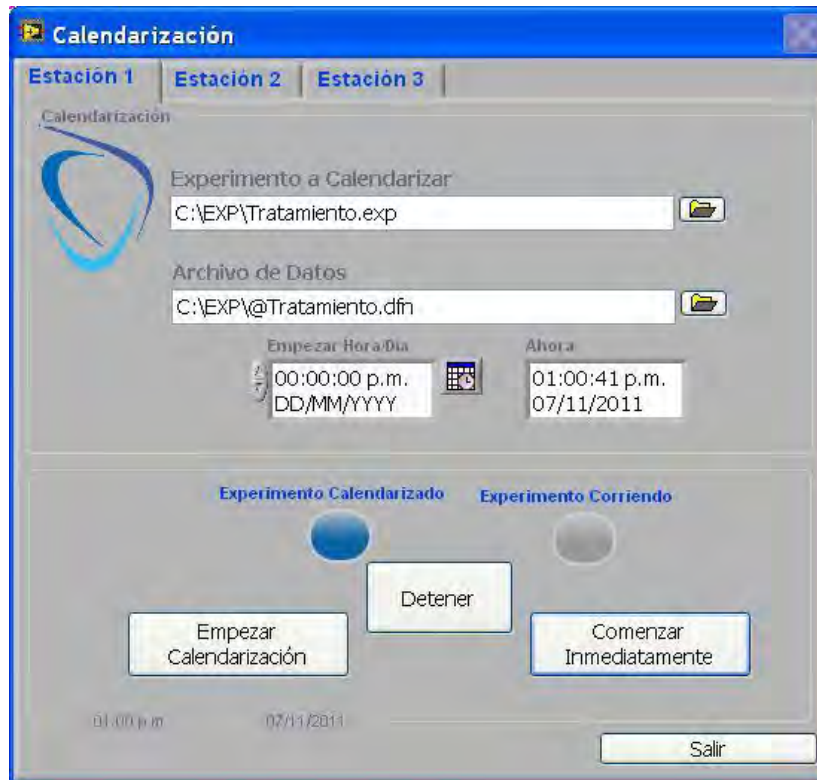 Calendarización
Estación 1 Estación 2 Estación 3
Calendarización
Experimento a Calendarizar
C:\EXP\Tratamiento.exp
Archivo de Datos
C:\EXP\@Tratamiento.dfn
Empezar Hora/Dia Ahora
00:00:00 p.m. 01:00:41 p.m.
DD/MM/YYYY 07/11/2011
Experimento Calendarizado Experimento Corriendo
Detener
Empezar Comenzar
Calendarización Inmediatamente
01:00 p.m. 07/11/2011
Salir